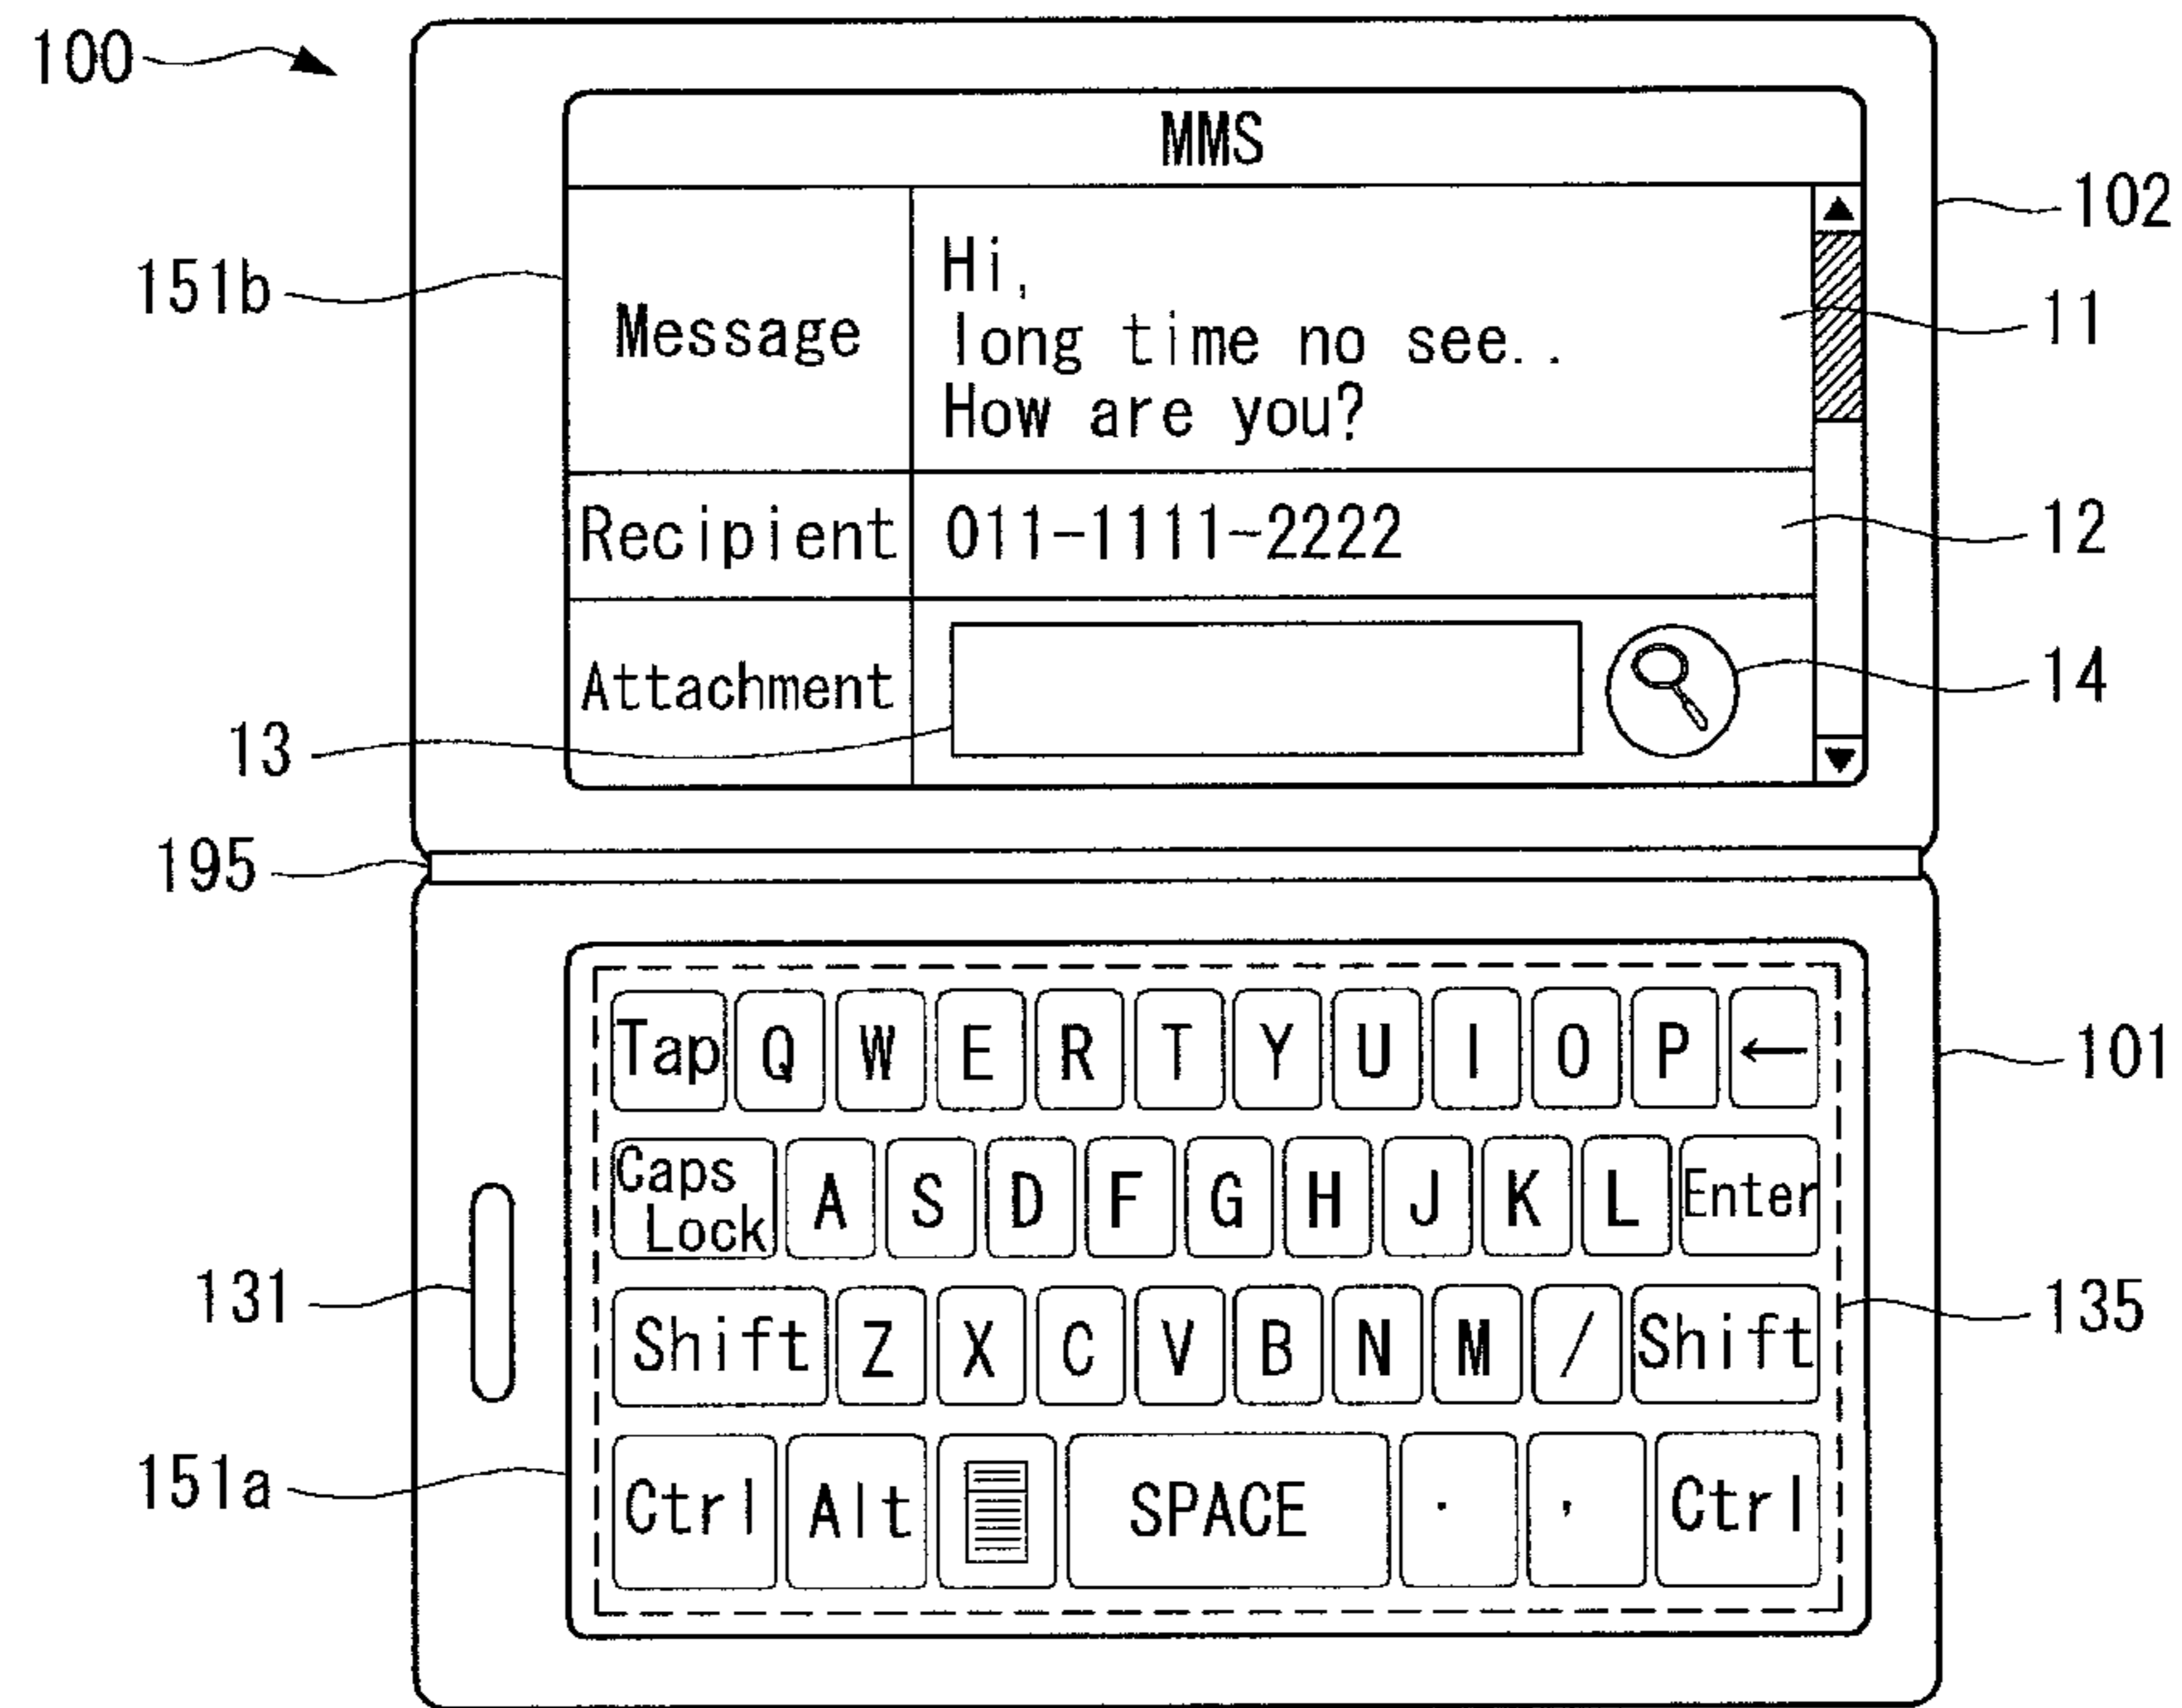 100
MMS
102
151b
Message
Hi,
long time no see..
How are you?
11
Recipient
011-1111-2222
12
Attachment
14
13
195
Tap Q W E R T Y U I O P ←
101
Caps Lock A S D F G H J K L Enter
131
135
Shift Z X C V B N M / Shift
151a
Ctrl Alt SPACE . , Ctrl